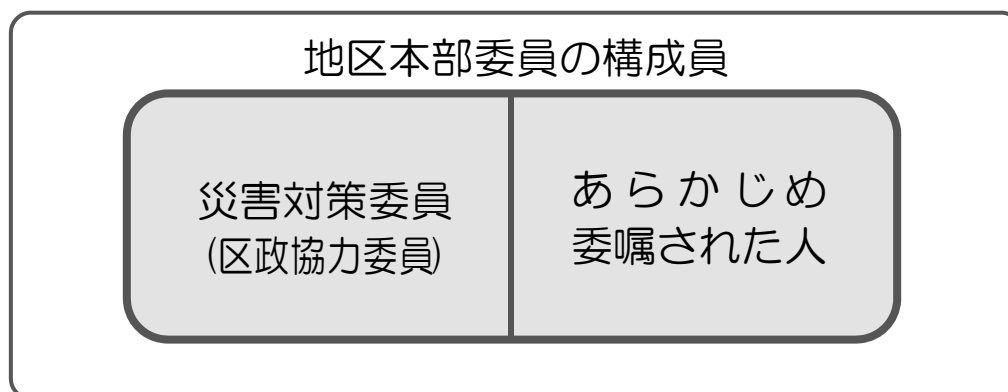 地区本部委員の構成員
災害対策委員
(区政協力委員)
あらかじめ
委嘱された人